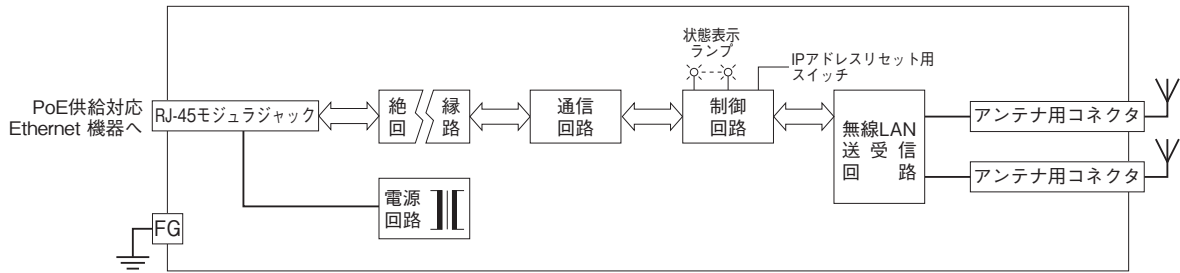 状態表示
ランプ
IPアドレスリセット用
スイッチ
PoE供給対応
Ethernet 機器へ
RJ-45モジュラジャック
絶 縁
回 路
通信
回路
制御
回路
無線LAN
送 受 信
回 路
アンテナ用コネクタ
アンテナ用コネクタ
電源
回路
FG